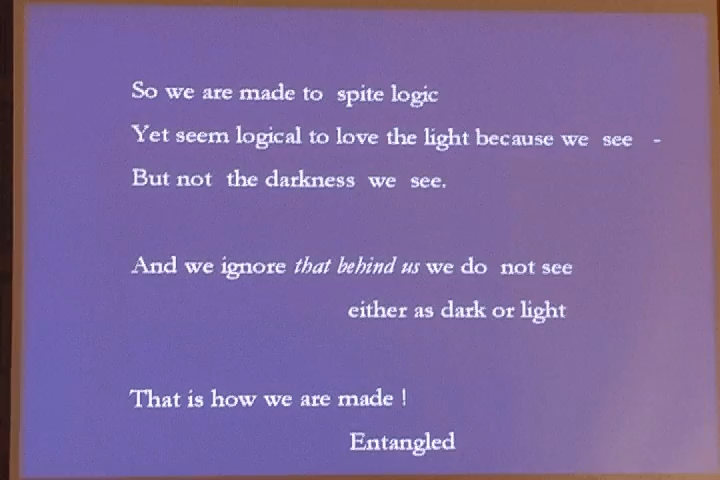 So we are made to spite logic
Yet seem logical to love the light because we see -
But not the darkness we see.
And we ignore that behind us we do not see
either as dark or light
That is how we are made !
Entangled